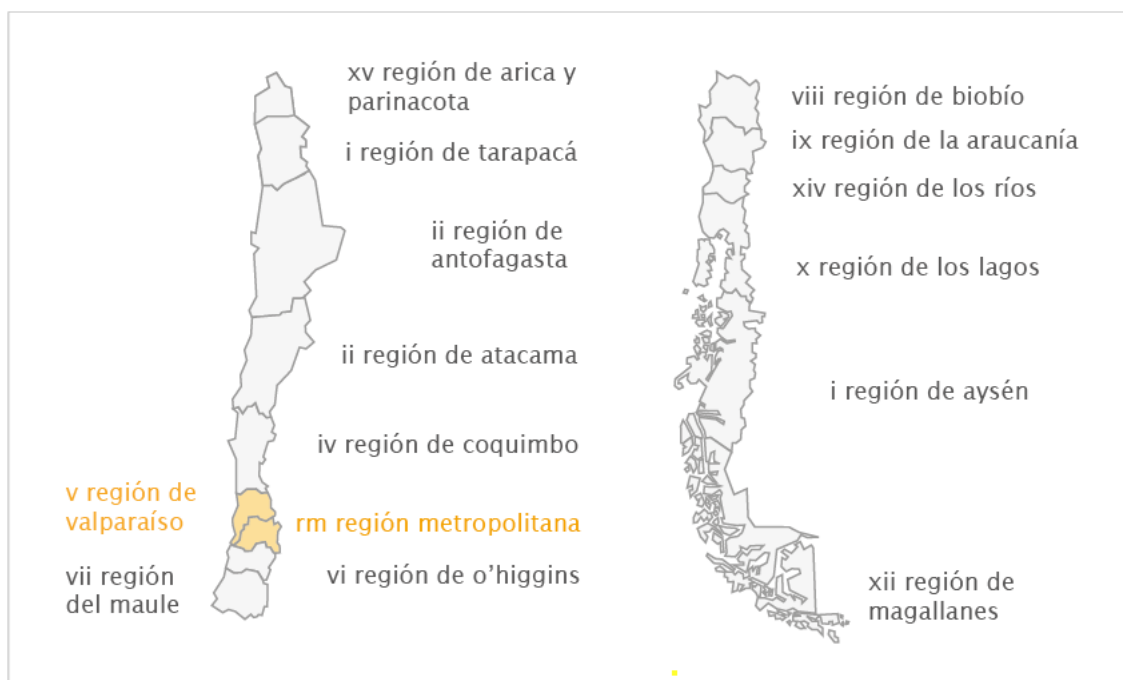 xv región de arica y
parinacota
i región de tarapacá
ii región de
antofagasta
ii región de atacama
iv región de coquimbo
v región de
valparaíso
rm región metropolitana
vi región de o’higgins
vii región
del maule
viii región de biobío
ix región de la araucanía
xiv región de los ríos
x región de los lagos
i región de aysén
xii región de
magallanes